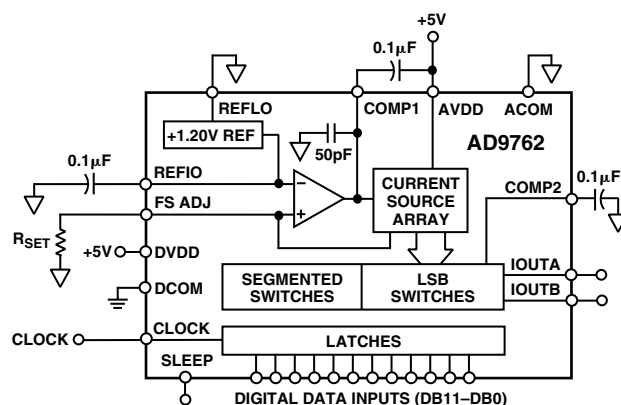 +5V
0.1µF
REFLO
COMP1
AVDD
ACOM
+1.20V REF
AD9762
50pF
0.1µF
REFIO
−
FS ADJ
+
CURRENT
SOURCE
ARRAY
COMP2
0.1µF
RSET
+5V
DVDD
DCOM
SEGMENTED
SWITCHES
LSB
SWITCHES
IOUTA
IOUTB
CLOCK
CLOCK
LATCHES
SLEEP
DIGITAL DATA INPUTS (DB11–DB0)